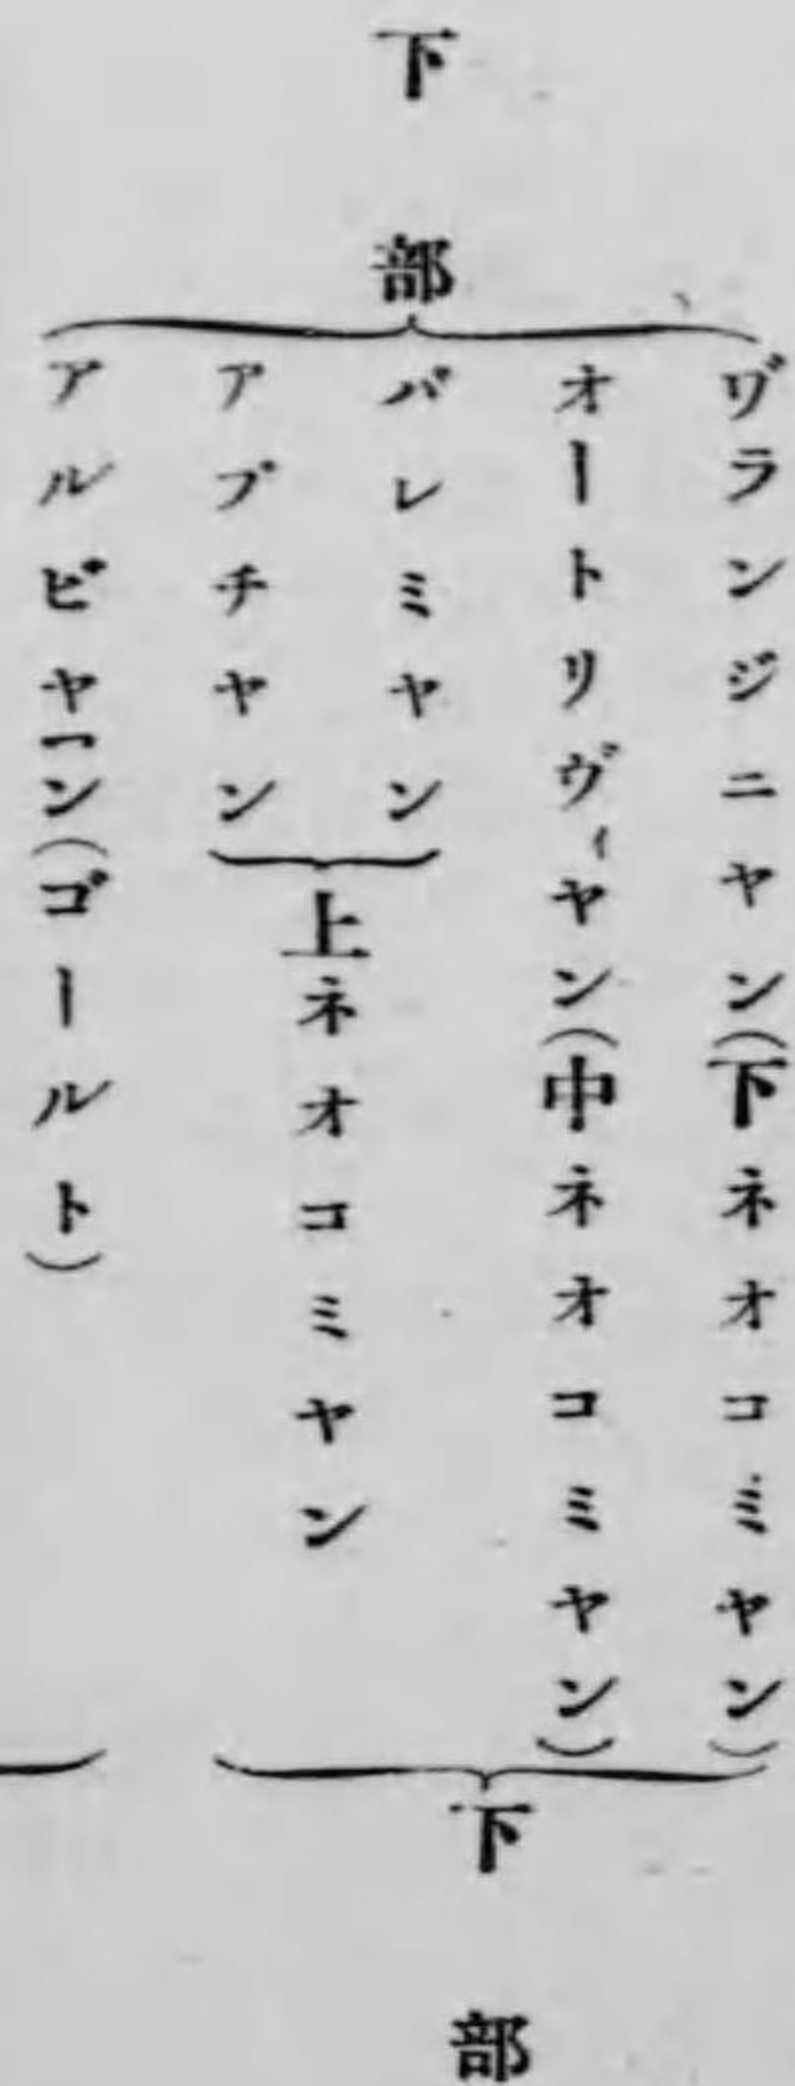 下部
ヷランジニヤン(下ネオコミヤン)
オートリヴィヤン(中ネオコミヤン)
バレミヤン
アプチヤン
上ネオコミヤン
アルビヤーン(ゴールト)
下部